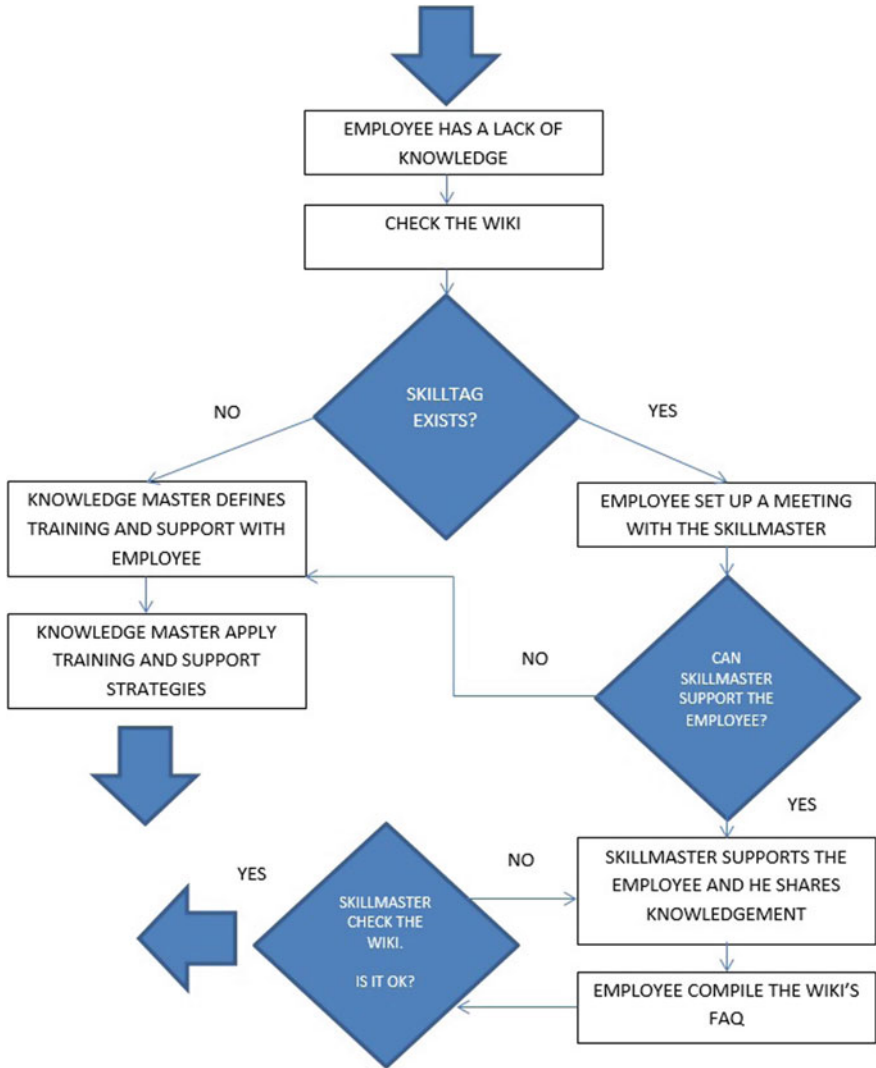 EMPLOYEE HAS A LACK OF
KNOWLEDGE
CHECK THE WIKI
SKILLTAG
EXISTS?
NO
YES
KNOWLEDGE MASTER DEFINES
TRAINING AND SUPPORT WITH
EMPLOYEE
EMPLOYEE SET UP A MEETING
WITH THE SKILLMASTER
KNOWLEDGE MASTER APPLY
TRAINING AND SUPPORT
STRATEGIES
NO
CAN
SKILLMASTER
SUPPORT THE
EMPLOYEE?
YES
SKILLMASTER SUPPORTS THE
EMPLOYEE AND HE SHARES
KNOWLEDGEMENT
NO
YES
SKILLMASTER
CHECK THE
WIKI.
IS IT OK?
EMPLOYEE COMPILE THE WIKI'S
FAQ